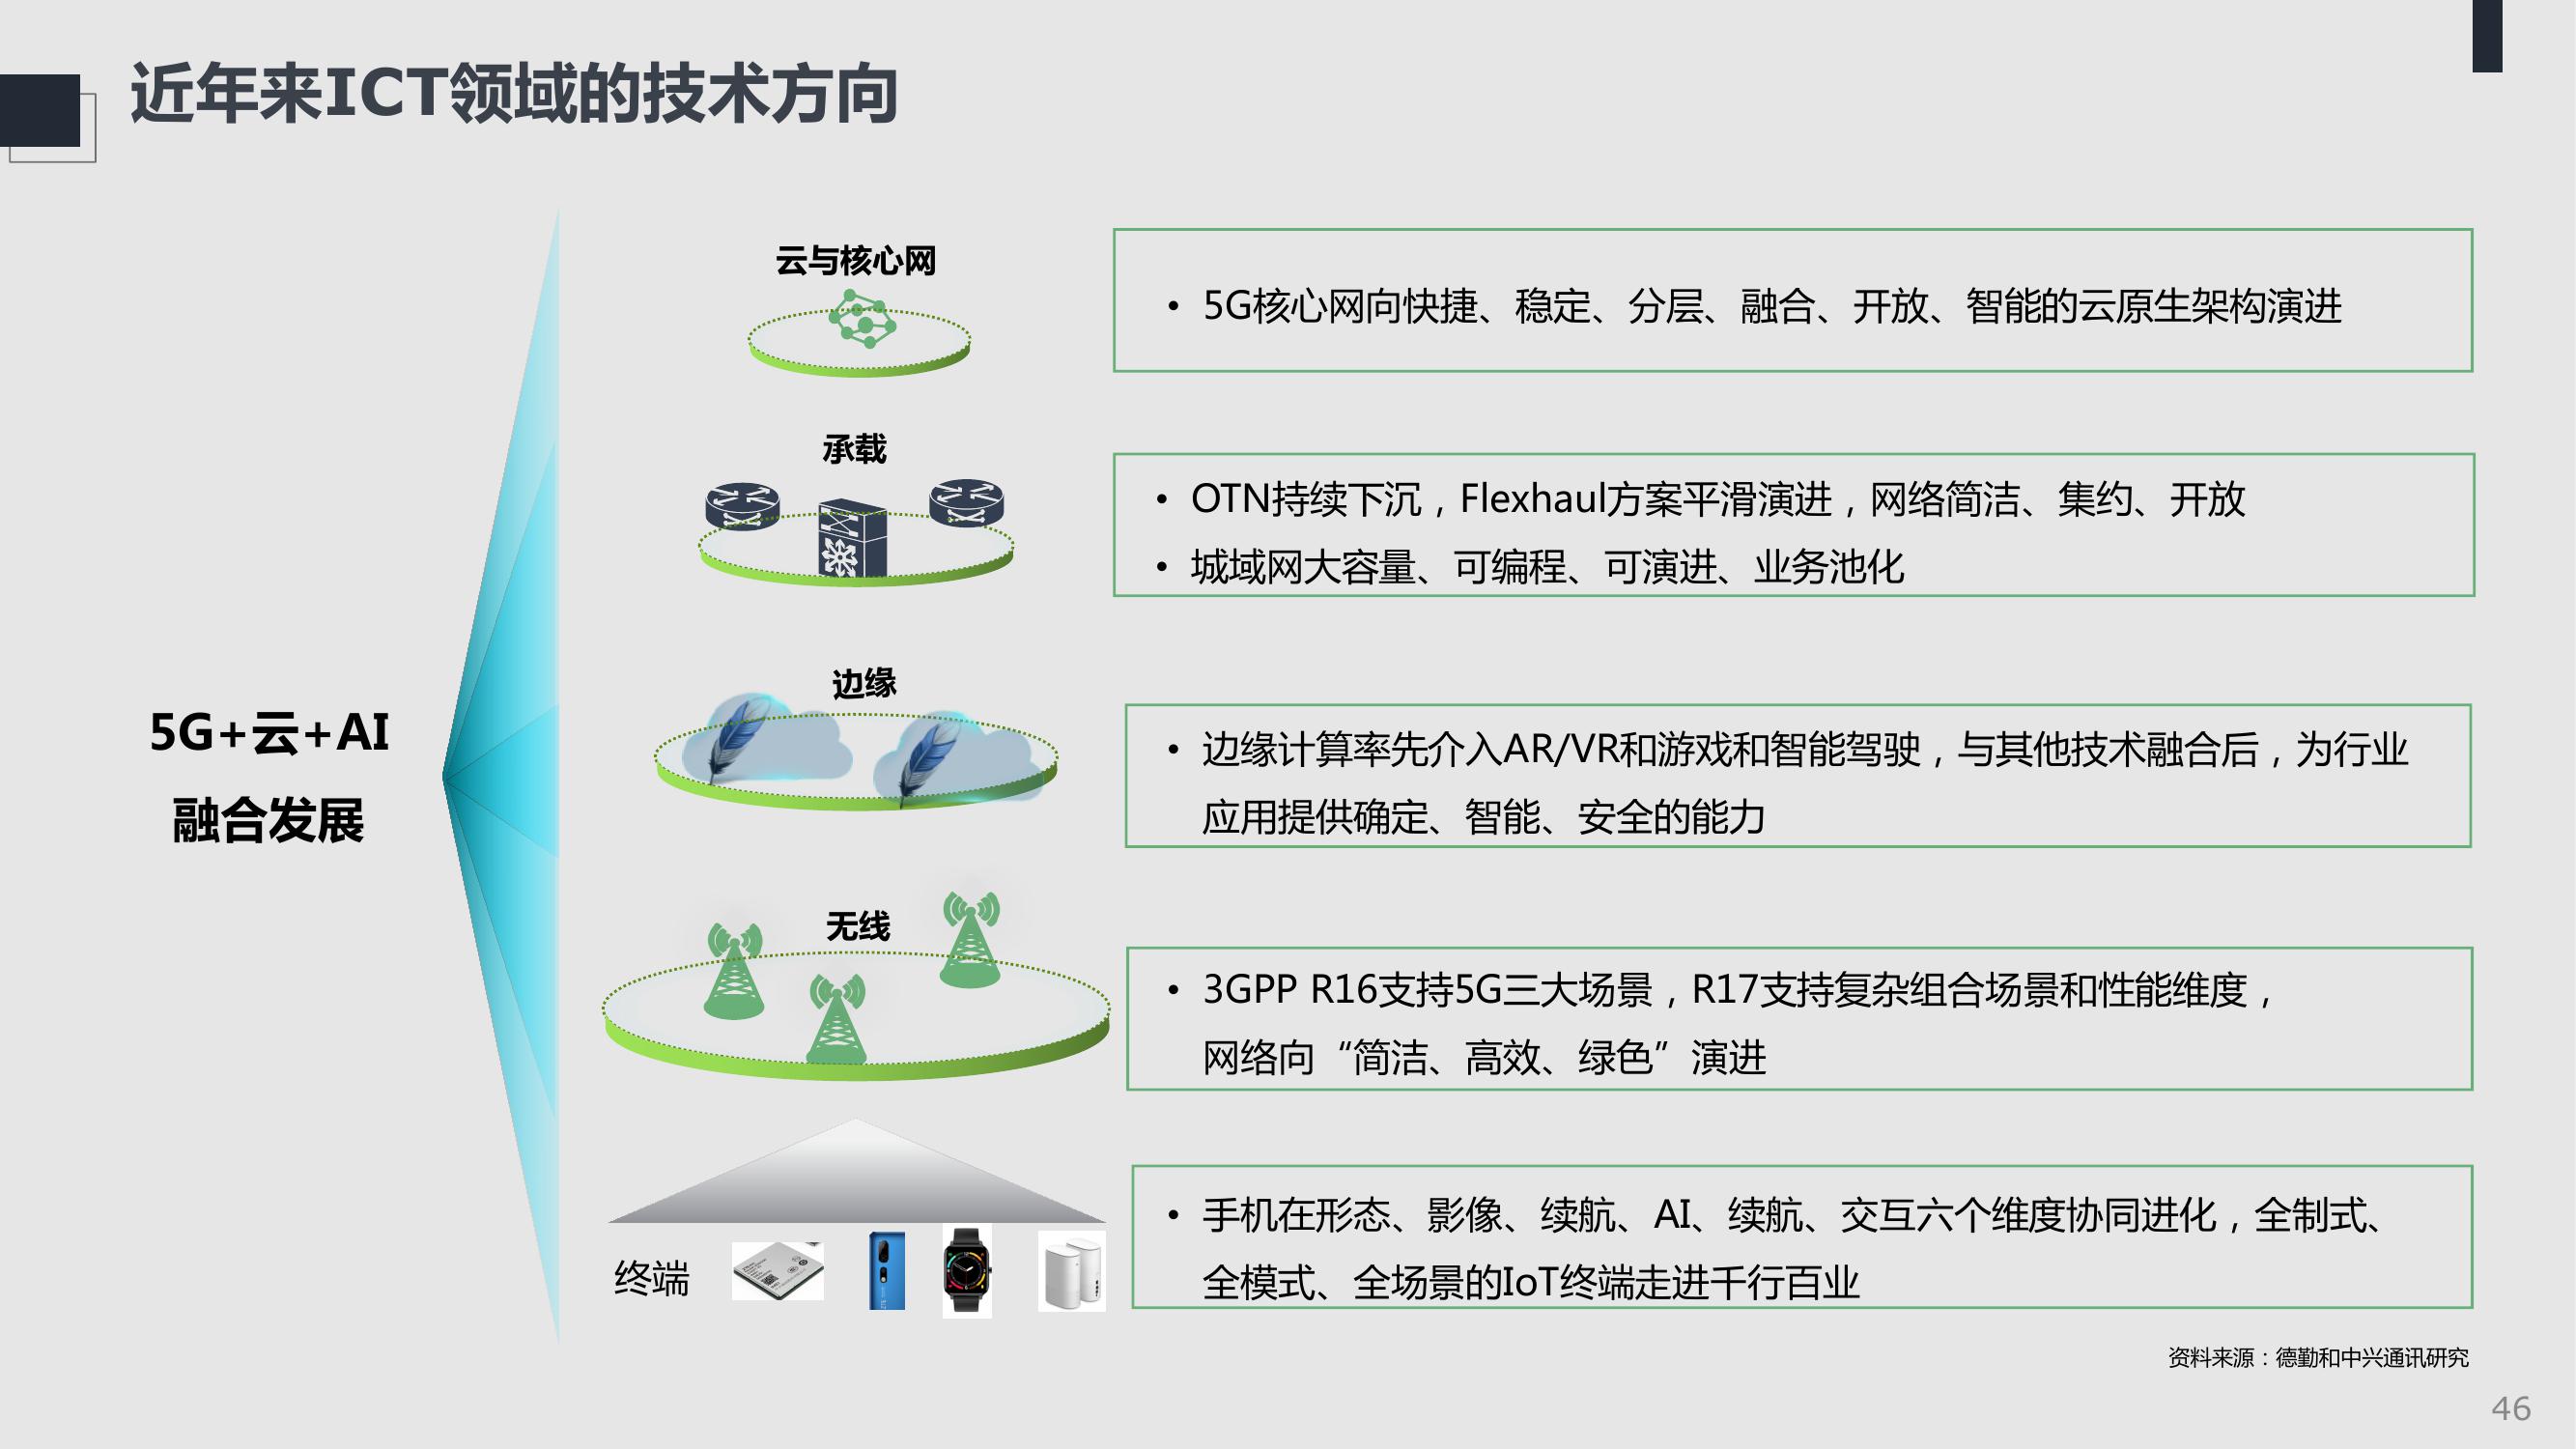 近年来ICT领域的技术方向
5G+云+AI
融合发展
云与核心网
• 5G核心网向快捷、稳定、分层、融合、开放、智能的云原生架构演进
承载
• OTN持续下沉，Flexhaul方案平滑演进，网络简洁、集约、开放
• 城域网大容量、可编程、可演进、业务池化
边缘
• 边缘计算率先介入AR/VR和游戏和智能驾驶，与其他技术融合后，为行业
应用提供确定、智能、安全的能力
无线
• 3GPP R16支持5G三大场景，R17支持复杂组合场景和性能维度，
网络向“简洁、高效、绿色”演进
终端
• 手机在形态、影像、续航、AI、续航、交互六个维度协同进化，全制式、
全模式、全场景的IoT终端走进千行百业
资料来源：德勤和中兴通讯研究
46